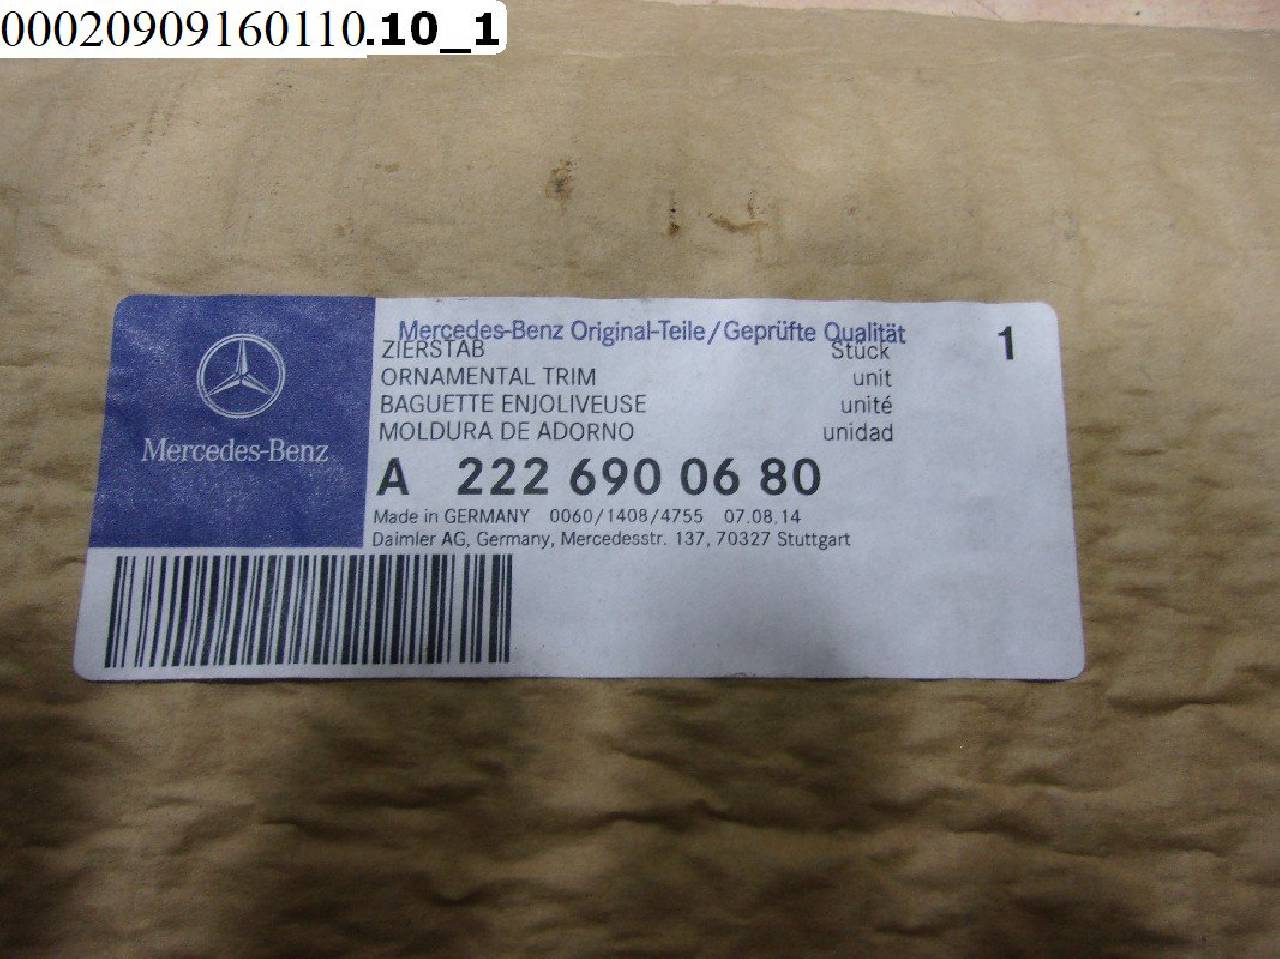 00020909160110.10_1
Mercedes-Benz Original-Teile/Geprüfte Qualität
1
ZIERSTAB Stück
ORNAMENTAL TRIM unit
BAGUETTE ENJOLIVEUSE unité
MOLDURA DE ADORNO unidad
Mercedes-Benz
A 222 690 06 80
Made in GERMANY 0060/1408/4755 07.08.14
Daimler AG, Germany, Mercedesstr. 137, 70327 Stuttgart